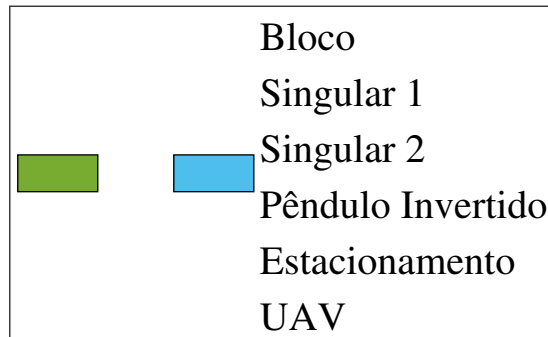 Bloco
Singular 1
Singular 2
Pêndulo Invertido
Estacionamento
UAV